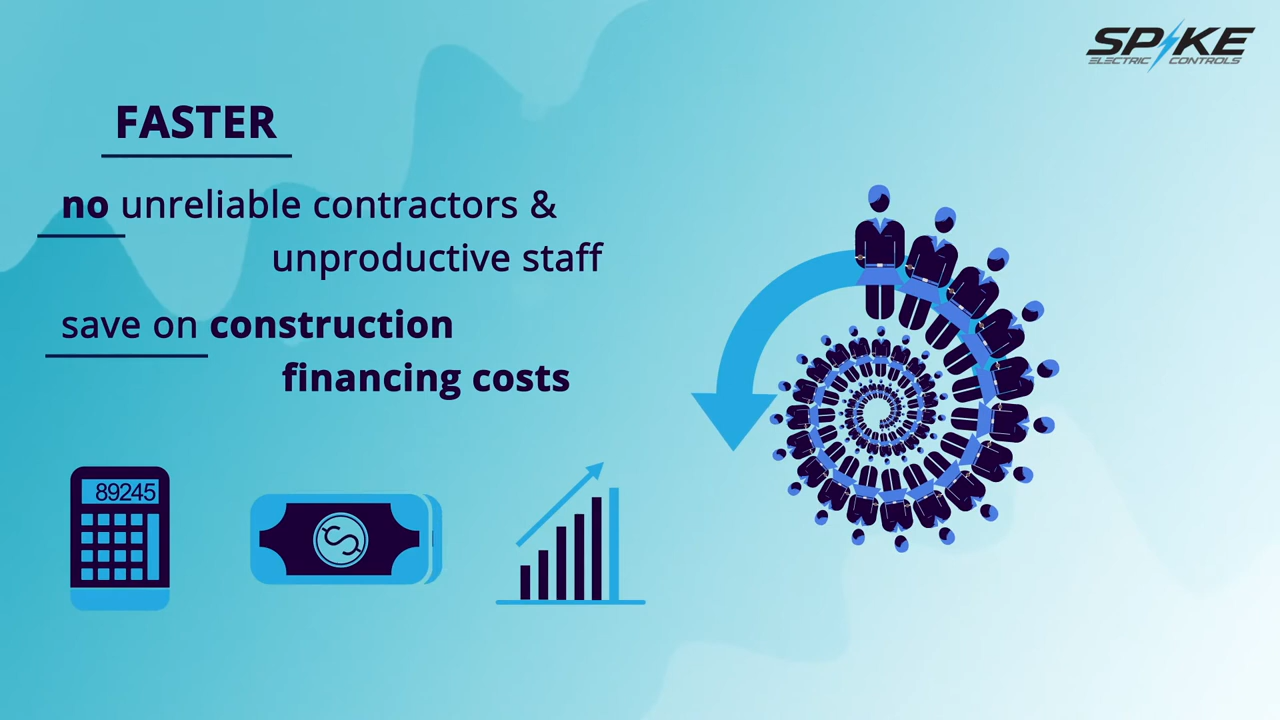 SPIKE
ELECTRIC CONTROLS
FASTER
no unreliable contractors &
unproductive staff
save on construction
financing costs
89245